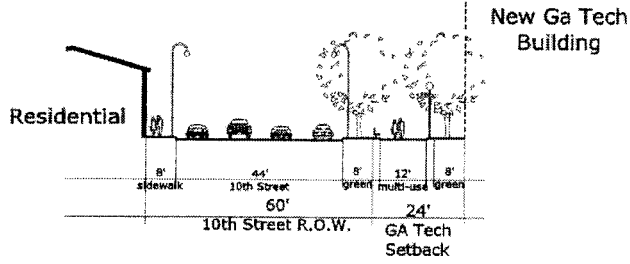 New Ga Tech
Building
Residential
8' 44' 8' 12' 8'
sidewalk 10th Street green multi-use green
60' 24'
10th Street R.O.W. GA Tech
Setback